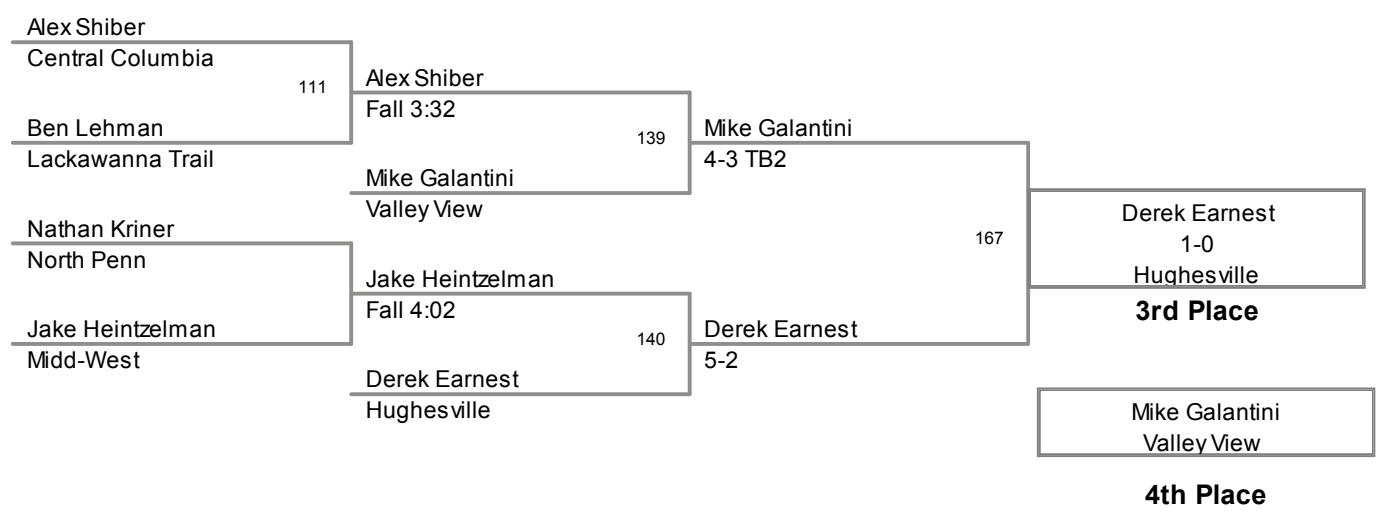 Alex Shiber
Central Columbia
111
Ben Lehman
Lackawanna Trail
Nathan Kriner
North Penn
Jake Heintzelman
Midd-West
Alex Shiber
Fall 3:32
139
Mike Galantini
Valley View
Jake Heintzelman
Fall 4:02
140
Derek Earnest
Hughesville
Mike Galantini
4-3 TB2
167
Derek Earnest
5-2
Derek Earnest
1-0
Hughesville
3rd Place
Mike Galantini
Valley View
4th Place